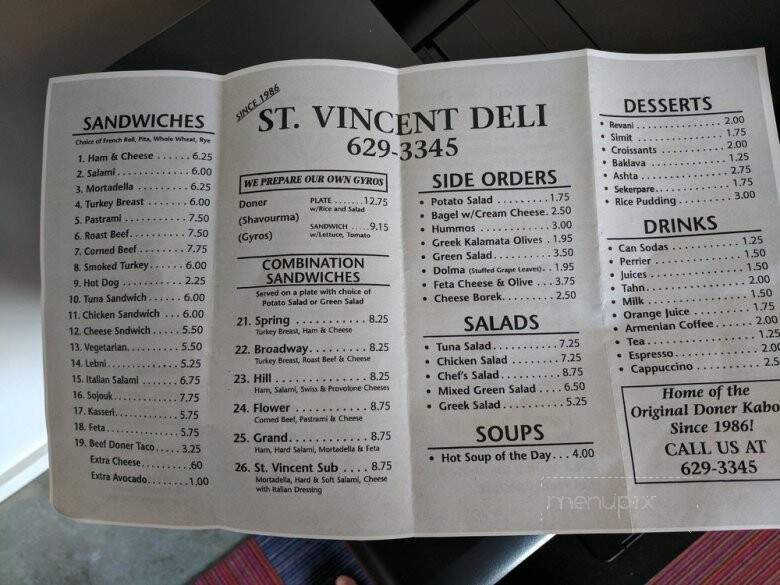 SANDWICHES
Choice of French Roll, Pita, Whole Wheat, Rye
1. Ham & Cheese ...... 6.25
2. Salami ............ 6.00
3. Mortadella ........ 6.25
4. Turkey Breast ..... 6.00
5. Pastrami .......... 7.50
6. Roast Beef ........ 7.50
7. Corned Beef ....... 7.75
8. Smoked Turkey ..... 6.00
9. Hot Dog ........... 2.25
10. Tuna Sandwich .... 6.00
11. Chicken Sandwich ... 6.00
12. Cheese Sndwich ... 5.50
13. Vegetarian ....... 5.50
14. Lebni ............ 5.25
15. Italian Salami ... 6.75
16. Sojouk ........... 7.75
17. Kasseri .......... 5.75
18. Feta ............. 5.75
19. Beef Doner Taco ... 3.25
Extra Cheese ......... .60
Extra Avocado ........ 1.00
SINCE 1986
ST. VINCENT DELI
629-3345
WE PREPARE OUR OWN GYROS
Doner
(Shavourma)
(Gyros)
PLATE ....... 12.75
w/Rice and Salad
SANDWICH ..... 9.15
w/Lettuce, Tomato
COMBINATION
SANDWICHES
Served on a plate with choice of
Potato Salad or Green Salad
21. Spring ........... 8.25
Turkey Breast, Ham & Cheese
22. Broadway ......... 8.25
Turkey Breast, Roast Beef & Cheese
23. Hill ............. 8.25
Ham, Salami, Swiss & Provolone Cheeses
24. Flower ........... 8.75
Corned Beef, Pastrami & Cheese
25. Grand ............ 8.75
Ham, Hard Salami, Mortadella & Feta
26. St. Vincent Sub .... 8.75
Mortadella, Hard & Soft Salami, Cheese
with Italian Dressing
SIDE ORDERS
• Potato Salad ......... 1.75
• Bagel w/Cream Cheese. 2.50
• Hummos ............... 3.00
• Greek Kalamata Olives . 1.95
• Green Salad .......... 3.50
• Dolma (Stuffed Grape Leaves) .. 1.95
• Feta Cheese & Olive ... 3.75
• Cheese Borek ......... 2.50
SALADS
• Tuna Salad ........... 7.25
• Chicken Salad ........ 7.25
• Chef's Salad ......... 8.75
• Mixed Green Salad .... 6.50
• Greek Salad .......... 5.25
SOUPS
• Hot Soup of the Day ... 4.00
DESSERTS
• Revani ............... 2.00
• Simit ................ 1.75
• Croissants ........... 2.00
• Baklava .............. 1.25
• Ashta ................ 2.75
• Sekerpare ............ 1.75
• Rice Pudding ......... 3.00
DRINKS
• Can Sodas ............ 1.25
• Perrier .............. 1.50
• Juices ............... 1.50
• Tahn ................. 2.00
• Milk ................. 1.50
• Orange Juice ......... 1.75
• Armenian Coffee ...... 2.00
• Tea .................. 1.25
• Espresso ............. 2.00
• Cappuccino ........... 2.5
Home of the
Original Doner Kabo
Since 1986!
CALL US AT
629-3345
menupix